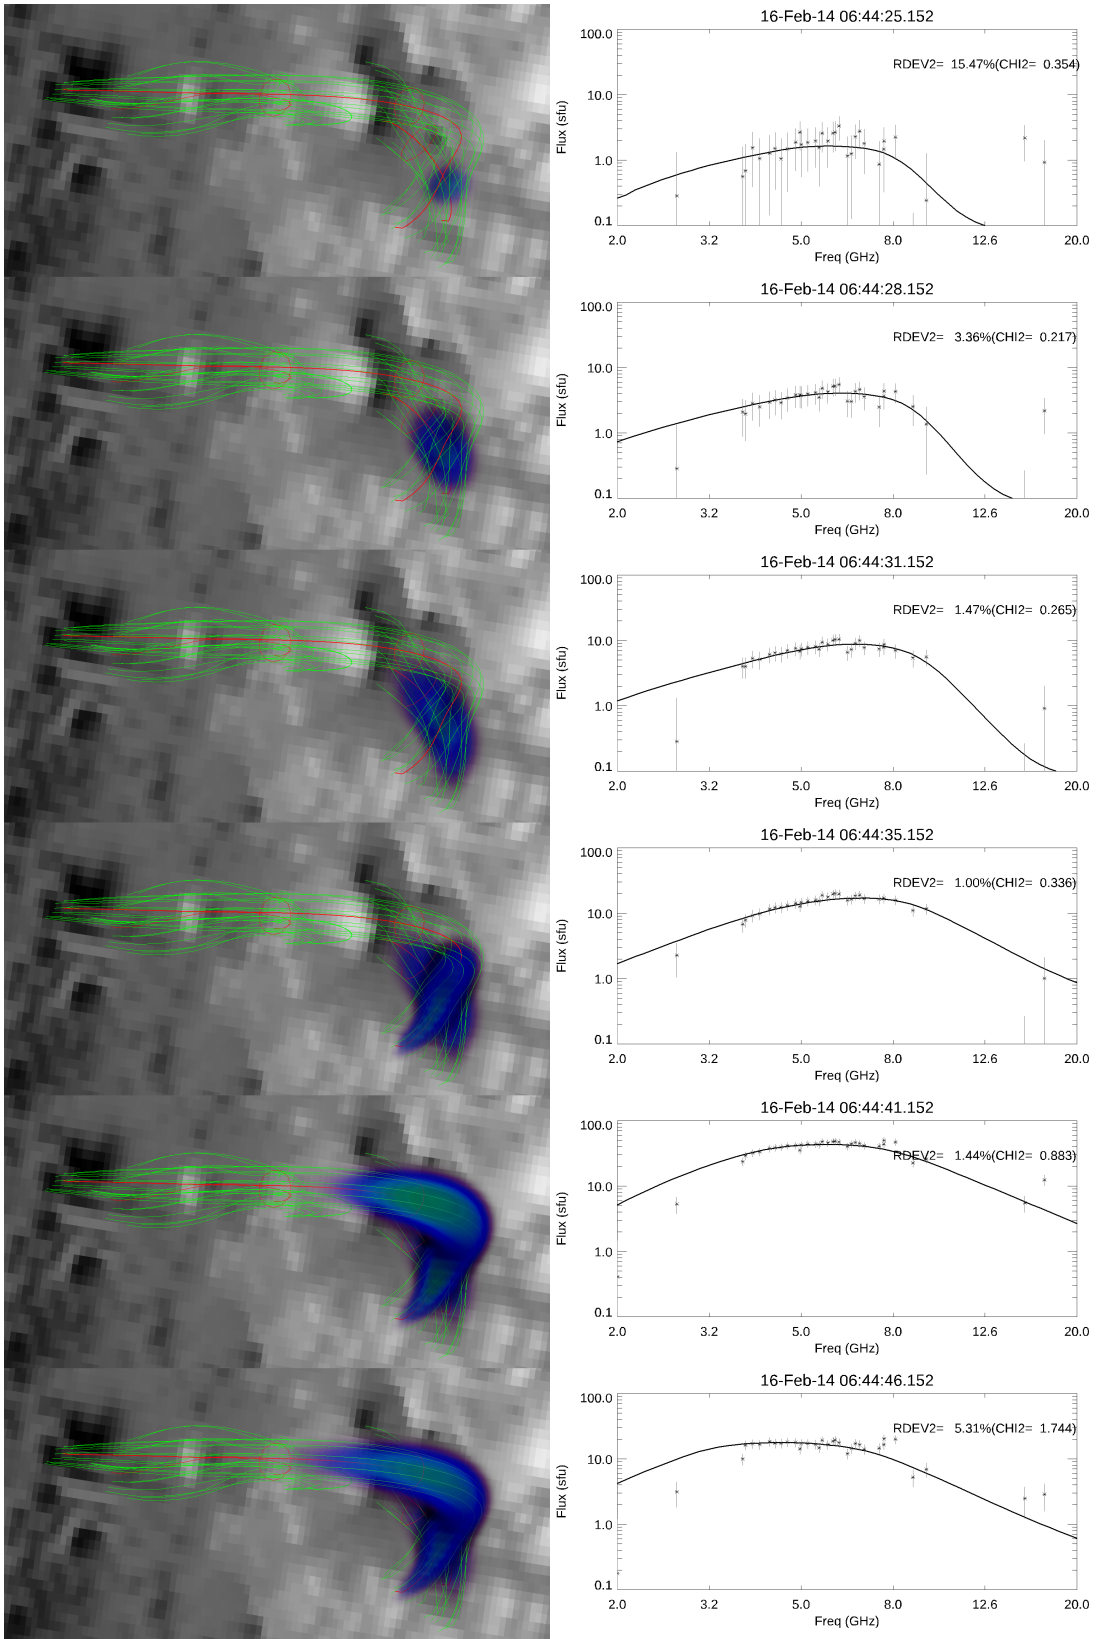 16-Feb-14 06:44:25.152
RDEV2= 15.47%(CHI2= 0.354)
100.0
10.0
1.0
0.1
Flux (sfu)
2.0 3.2 5.0 8.0 12.6 20.0
Freq (GHz)
16-Feb-14 06:44:28.152
RDEV2= 3.36%(CHI2= 0.217)
100.0
10.0
1.0
0.1
Flux (sfu)
2.0 3.2 5.0 8.0 12.6 20.0
Freq (GHz)
16-Feb-14 06:44:31.152
RDEV2= 1.47%(CHI2= 0.265)
100.0
10.0
1.0
0.1
Flux (sfu)
2.0 3.2 5.0 8.0 12.6 20.0
Freq (GHz)
16-Feb-14 06:44:35.152
RDEV2= 1.00%(CHI2= 0.336)
100.0
10.0
1.0
0.1
Flux (sfu)
2.0 3.2 5.0 8.0 12.6 20.0
Freq (GHz)
16-Feb-14 06:44:41.152
RDEV2= 1.44%(CHI2= 0.883)
100.0
10.0
1.0
0.1
Flux (sfu)
2.0 3.2 5.0 8.0 12.6 20.0
Freq (GHz)
16-Feb-14 06:44:46.152
RDEV2= 5.31%(CHI2= 1.744)
100.0
10.0
1.0
0.1
Flux (sfu)
2.0 3.2 5.0 8.0 12.6 20.0
Freq (GHz)